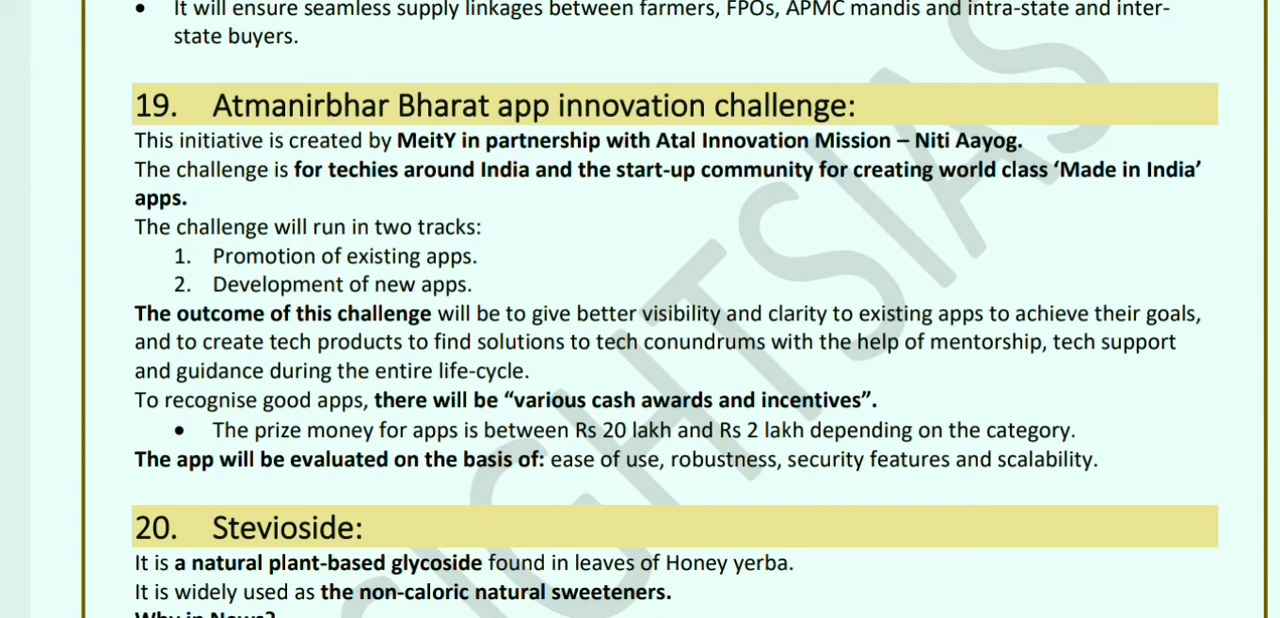 • It will ensure seamless supply linkages between farmers, FPOs, APMC mandis and intra-state and inter-
state buyers.
19. Atmanirbhar Bharat app innovation challenge:
This initiative is created by MeitY in partnership with Atal Innovation Mission – Niti Aayog.
The challenge is for techies around India and the start-up community for creating world class ‘Made in India’
apps.
The challenge will run in two tracks:
1. Promotion of existing apps.
2. Development of new apps.
The outcome of this challenge will be to give better visibility and clarity to existing apps to achieve their goals,
and to create tech products to find solutions to tech conundrums with the help of mentorship, tech support
and guidance during the entire life-cycle.
To recognise good apps, there will be “various cash awards and incentives”.
• The prize money for apps is between Rs 20 lakh and Rs 2 lakh depending on the category.
The app will be evaluated on the basis of: ease of use, robustness, security features and scalability.
20. Stevioside:
It is a natural plant-based glycoside found in leaves of Honey yerba.
It is widely used as the non-caloric natural sweeteners.
Why in News?
SIGHTSIAS